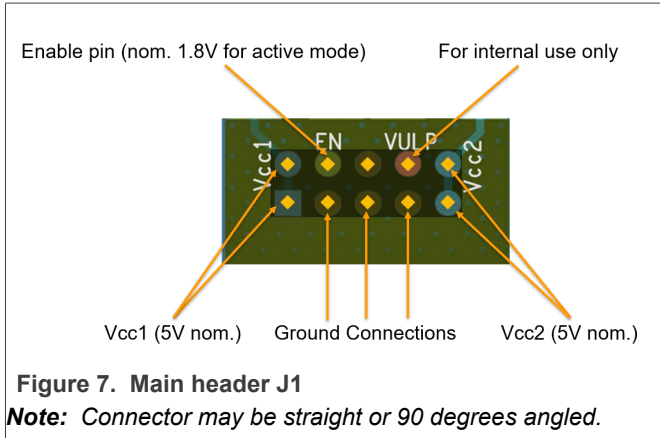 Enable pin (nom. 1.8V for active mode)
For internal use only
Vcc1
EN
VULP
Vcc2
Vcc1 (5V nom.)
Ground Connections
Vcc2 (5V nom.)
Figure 7. Main header J1
Note: Connector may be straight or 90 degrees angled.